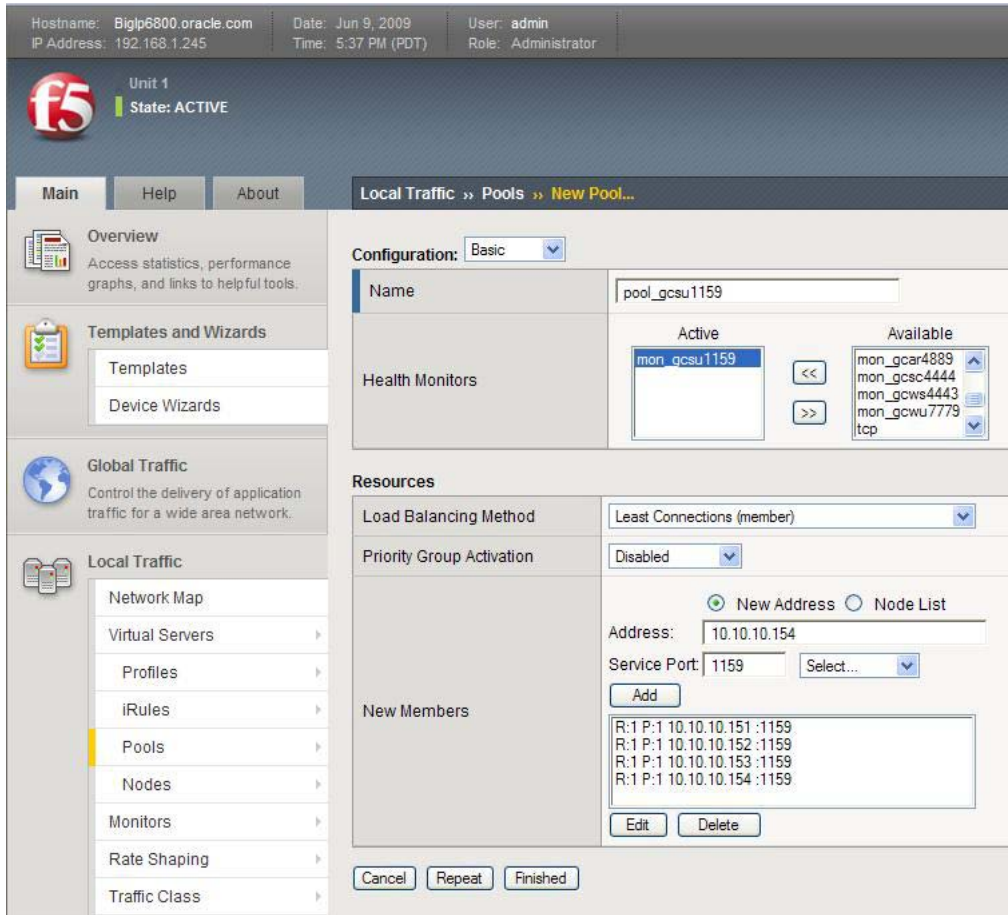 Hostname: BigIp6800.oracle.com Date: Jun 9, 2009 User: admin
IP Address: 192.168.1.245 Time: 5:37 PM (PDT) Role: Administrator
f5
Unit 1
State: ACTIVE
Main Help About
Local Traffic ›› Pools ›› New Pool...
Overview
Access statistics, performance
graphs, and links to helpful tools.
Templates and Wizards
Templates
Device Wizards
Global Traffic
Control the delivery of application
traffic for a wide area network.
Local Traffic
Network Map
Virtual Servers
Profiles
iRules
Pools
Nodes
Monitors
Rate Shaping
Traffic Class
Configuration: Basic
Name pool_gcsu1159
Health Monitors
Active
mon_gcsu1159
<<
>>
Available
mon_gcar4889
mon_gcsc4444
mon_gcws4443
mon_gcwu7779
tcp
Resources
Load Balancing Method Least Connections (member)
Priority Group Activation Disabled
New Members
New Address Node List
Address: 10.10.10.154
Service Port: 1159 Select...
Add
R:1 P:1 10.10.10.151 :1159
R:1 P:1 10.10.10.152 :1159
R:1 P:1 10.10.10.153 :1159
R:1 P:1 10.10.10.154 :1159
Edit Delete
Cancel Repeat Finished